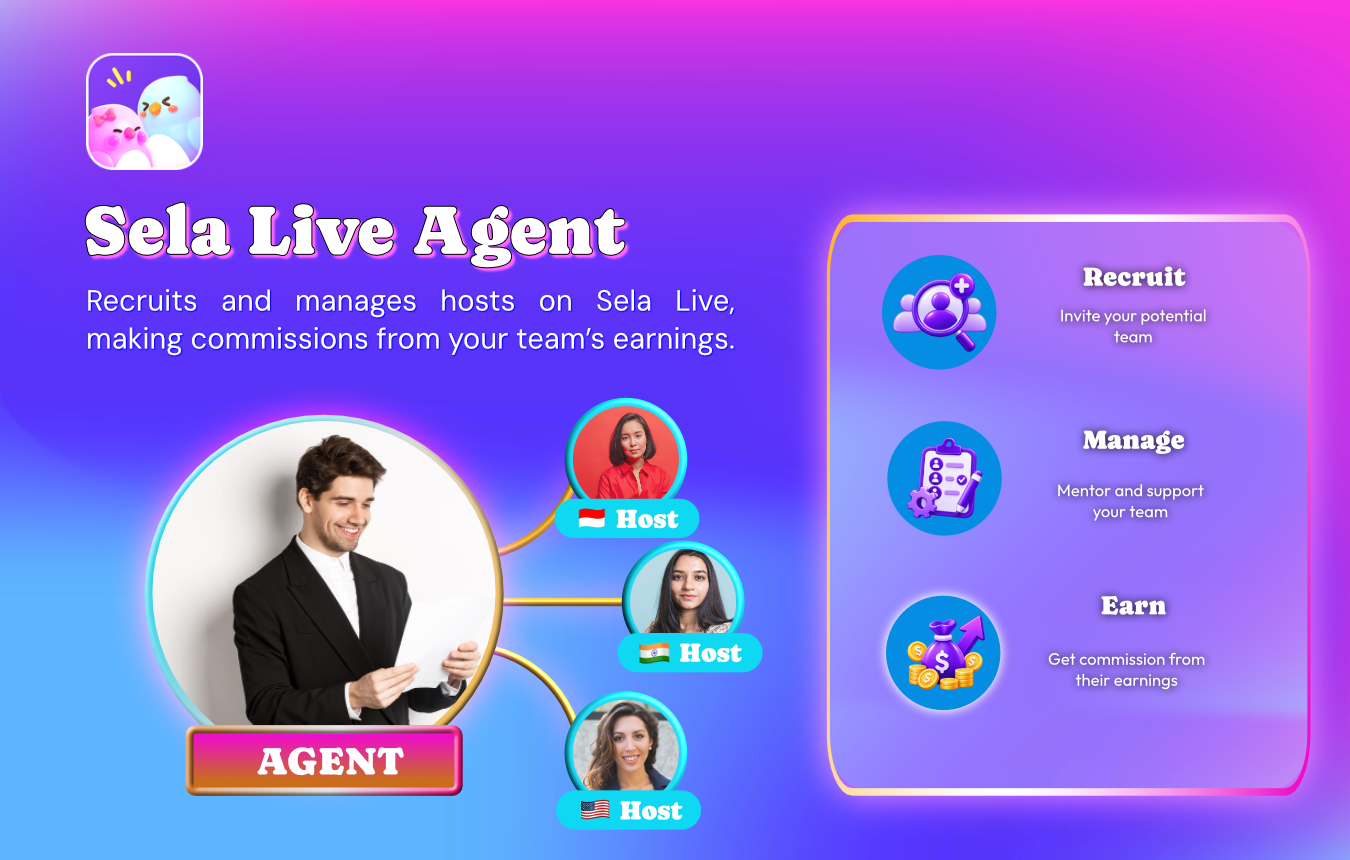 Sela Live Agent
Recruits and manages hosts on Sela Live,
making commissions from your team’s earnings.
Host
Host
Host
AGENT
Recruit
Invite your potential
team
Manage
Mentor and support
your team
Earn
Get commission from
their earnings